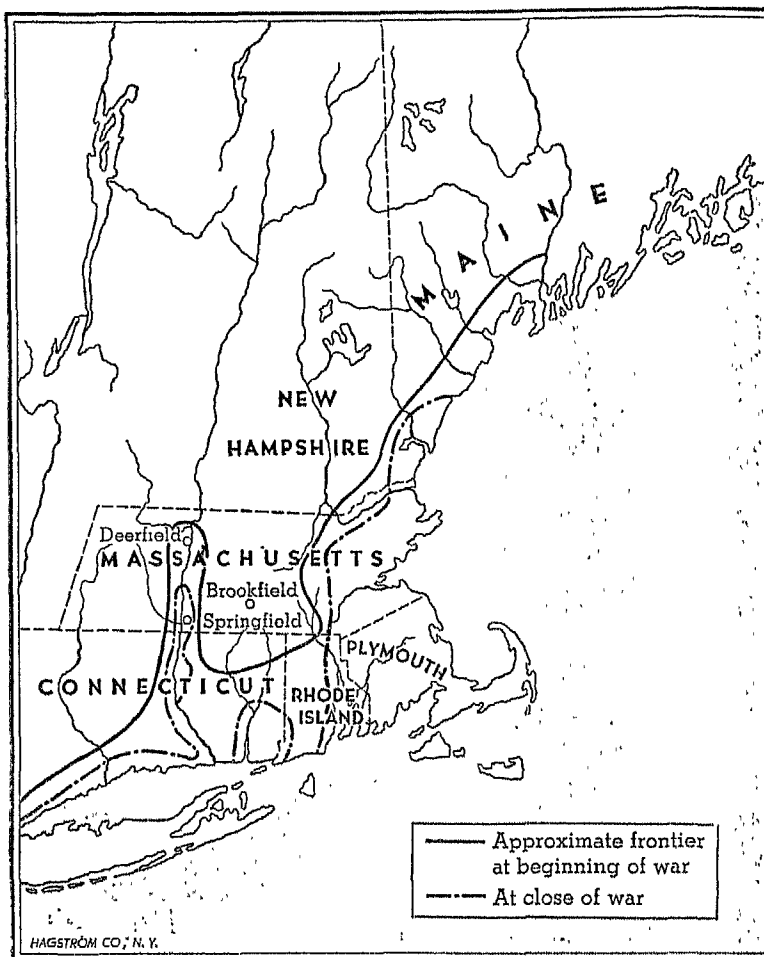 MAINE
NEW
HAMPSHIRE
Deerfield
MASSACHUSETTS
Brookfield
Springfield
PLYMOUTH
CONNECTICUT
RHODE
ISLAND
Approximate frontier
at beginning of war
At close of war
HAGSTROM CO., N. Y.